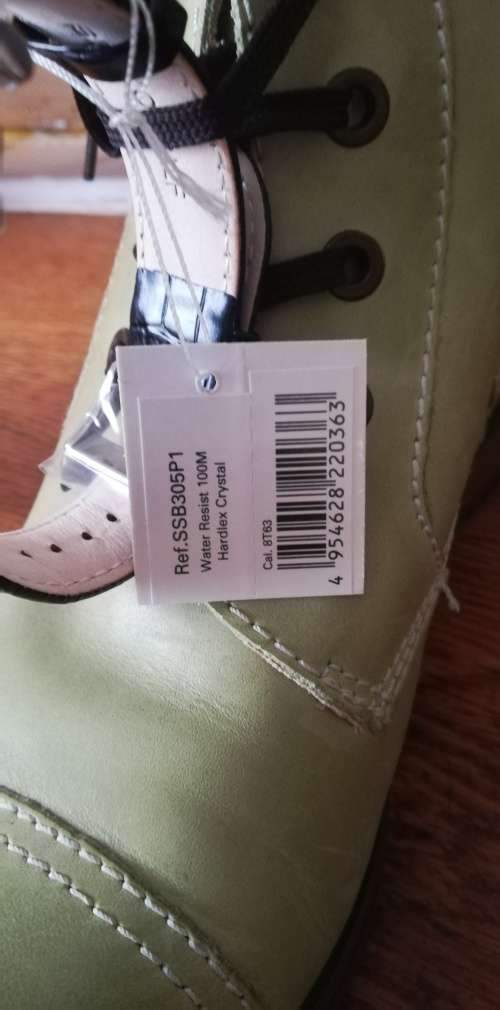 Ref.SSB305P1
Water Resist 100M
Hardlex Crystal
Cal. 8T63
4 954628 220363